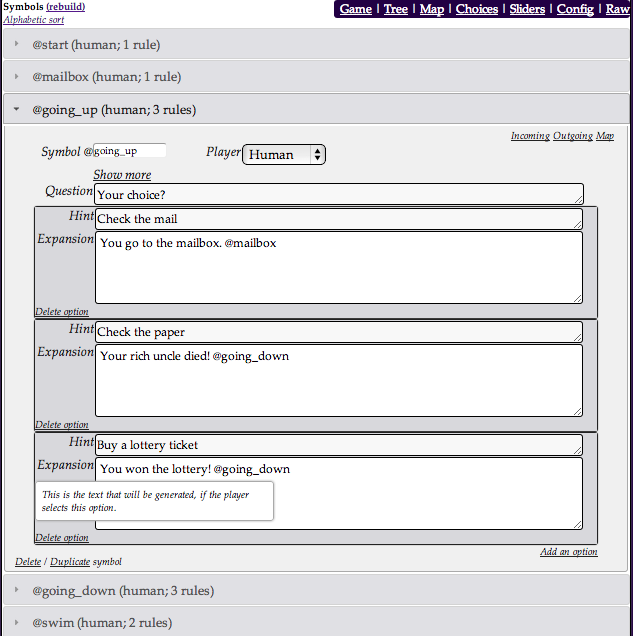 Symbols (rebuild)
Game | Tree | Map | Choices | Sliders | Config | Raw
Alphabetic sort
@start (human; 1 rule)
@mailbox (human; 1 rule)
@going_up (human; 3 rules)
Incoming Outgoing Map
Symbol @going_up Player Human
Show more
Question Your choice?
Hint Check the mail
Expansion You go to the mailbox. @mailbox
Delete option
Hint Check the paper
Expansion Your rich uncle died! @going_down
Delete option
Hint Buy a lottery ticket
Expansion You won the lottery! @going_down
This is the text that will be generated, if the player
selects this option.
Delete option
Add an option
Delete / Duplicate symbol
@going_down (human; 3 rules)
@swim (human; 2 rules)